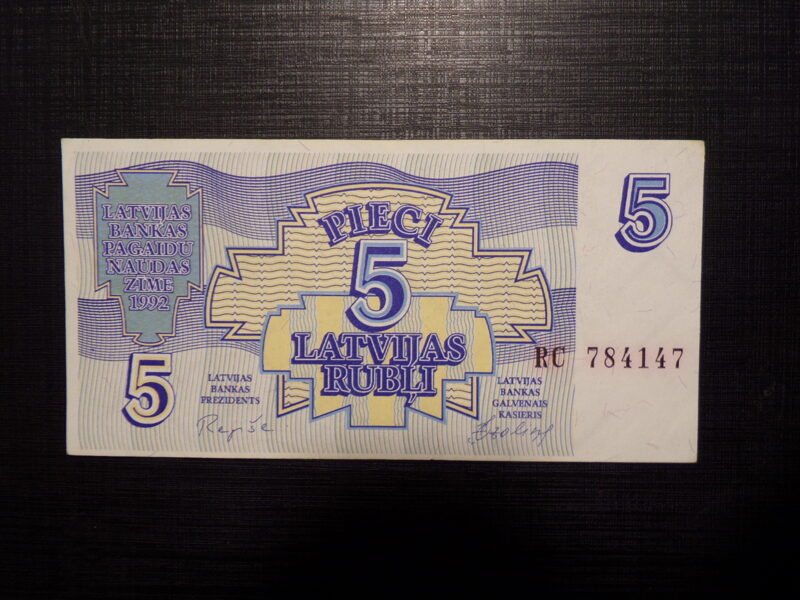 LATVIJAS
BANKAS
PAGAIDU
NAUDAS
ZĪME
1992
PIECI
5
LATVIJAS
RUBĻI
5
5
LATVIJAS
BANKAS
PREZIDENTS
LATVIJAS
BANKAS
GALVENAIS
KASIERIS
RC 784147